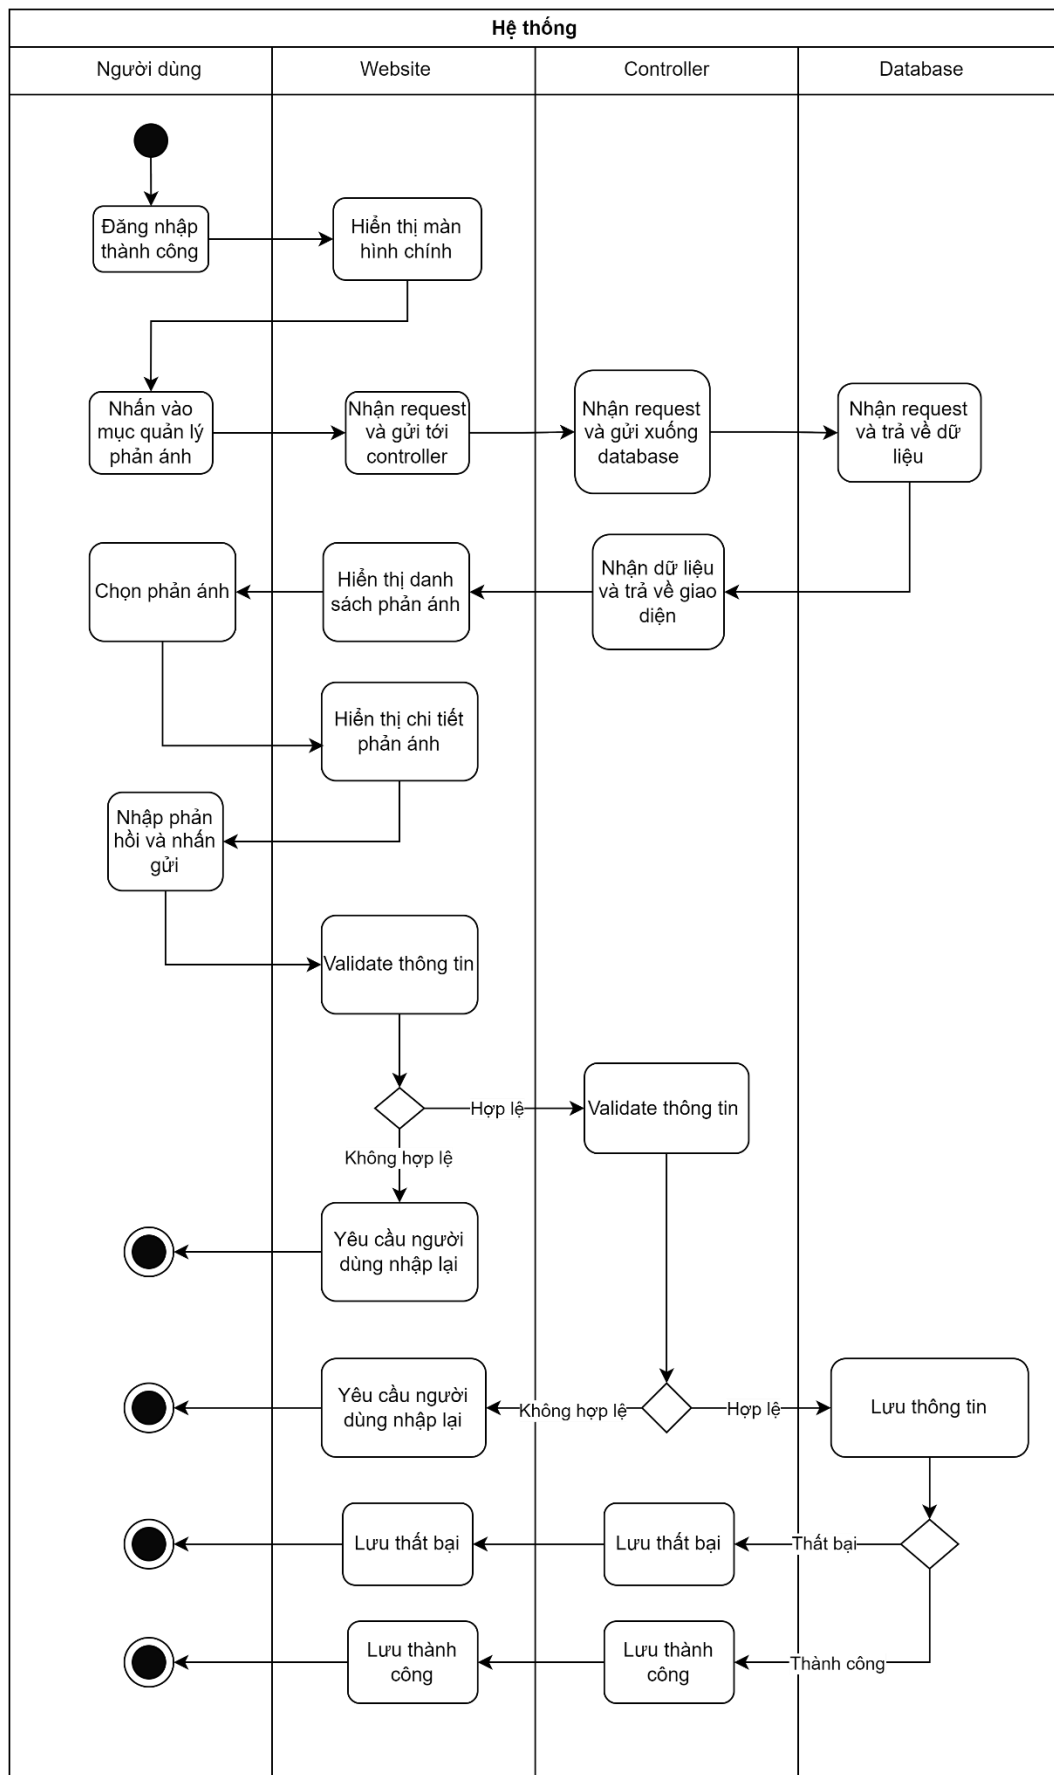 Hệ thống
Người dùng
Website
Controller
Database
Đăng nhập
thành công
Hiển thị màn
hình chính
Nhấn vào
mục quản lý
phản ánh
Nhận request
và gửi tới
controller
Nhận request
và gửi xuống
database
Nhận request
và trả về dữ
liệu
Chọn phản ánh
Hiển thị danh
sách phản ánh
Nhận dữ liệu
và trả về giao
diện
Hiển thị chi tiết
phản ánh
Nhập phản
hồi và nhấn
gửi
Validate thông tin
Hợp lệ
Validate thông tin
Không hợp lệ
Yêu cầu người
dùng nhập lại
Yêu cầu người
dùng nhập lại
Không hợp lệ
Hợp lệ
Lưu thông tin
Lưu thất bại
Lưu thất bại
Thất bại
Lưu thành
công
Lưu thành
công
Thành công